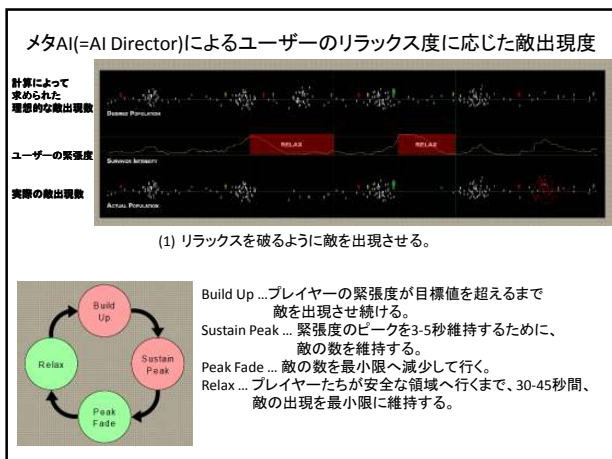 メタAI(=AI Director)によるユーザーのリラックス度に応じた敵出現度
計算によって
求められた
理想的な敵出現数
DESIRED POPULATION
RELAX
RELAX
ユーザーの緊張度
SURVIVOR INTENSITY
実際の敵出現数
ACTUAL POPULATION
(1) リラックスを破るように敵を出現させる。
Build Up
Sustain Peak
Peak Fade
Relax
Build Up …プレイヤーの緊張度が目標値を超えるまで
敵を出現させ続ける。
Sustain Peak … 緊張度のピークを3-5秒維持するために、
敵の数を維持する。
Peak Fade … 敵の数を最小限へ減少して行く。
Relax … プレイヤーたちが安全な領域へ行くまで、30-45秒間、
敵の出現を最小限に維持する。